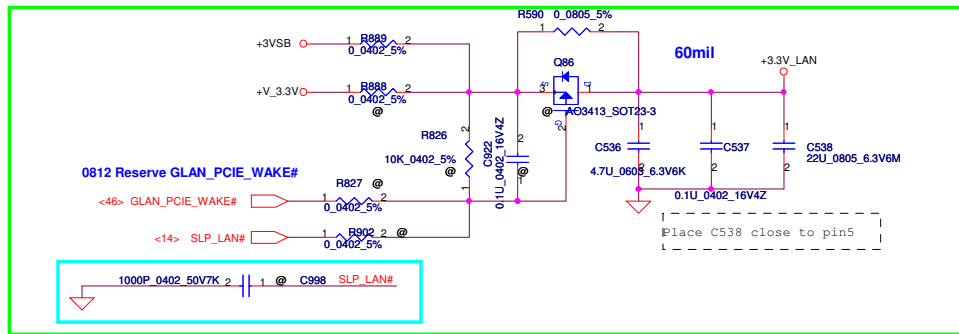 R590 0_0805_5%
1 2
+3VSB 1 R889 2
0_0402_5%
60mil
Q86
+3.3V_LAN
+V_3.3V 1 R888 2
0_0402_5%
@
S D
3 1
@ AO3413_SOT23-3
G
2
R826
10K_0402_5%
@
2
1
C922
0.1U_0402_16V4Z
@
2
1
C536
4.7U_0603_6.3V6K
1
2
C537
0.1U_0402_16V4Z
1
2
C538
22U_0805_6.3V6M
1
2
0812 Reserve GLAN_PCIE_WAKE#
R827 @
<46> GLAN_PCIE_WAKE# 1 2
0_0402_5%
<14> SLP_LAN# 1 R902 2 @
0_0402_5%
Place C538 close to pin5
1000P_0402_50V7K 2 1 @ C998 SLP_LAN#